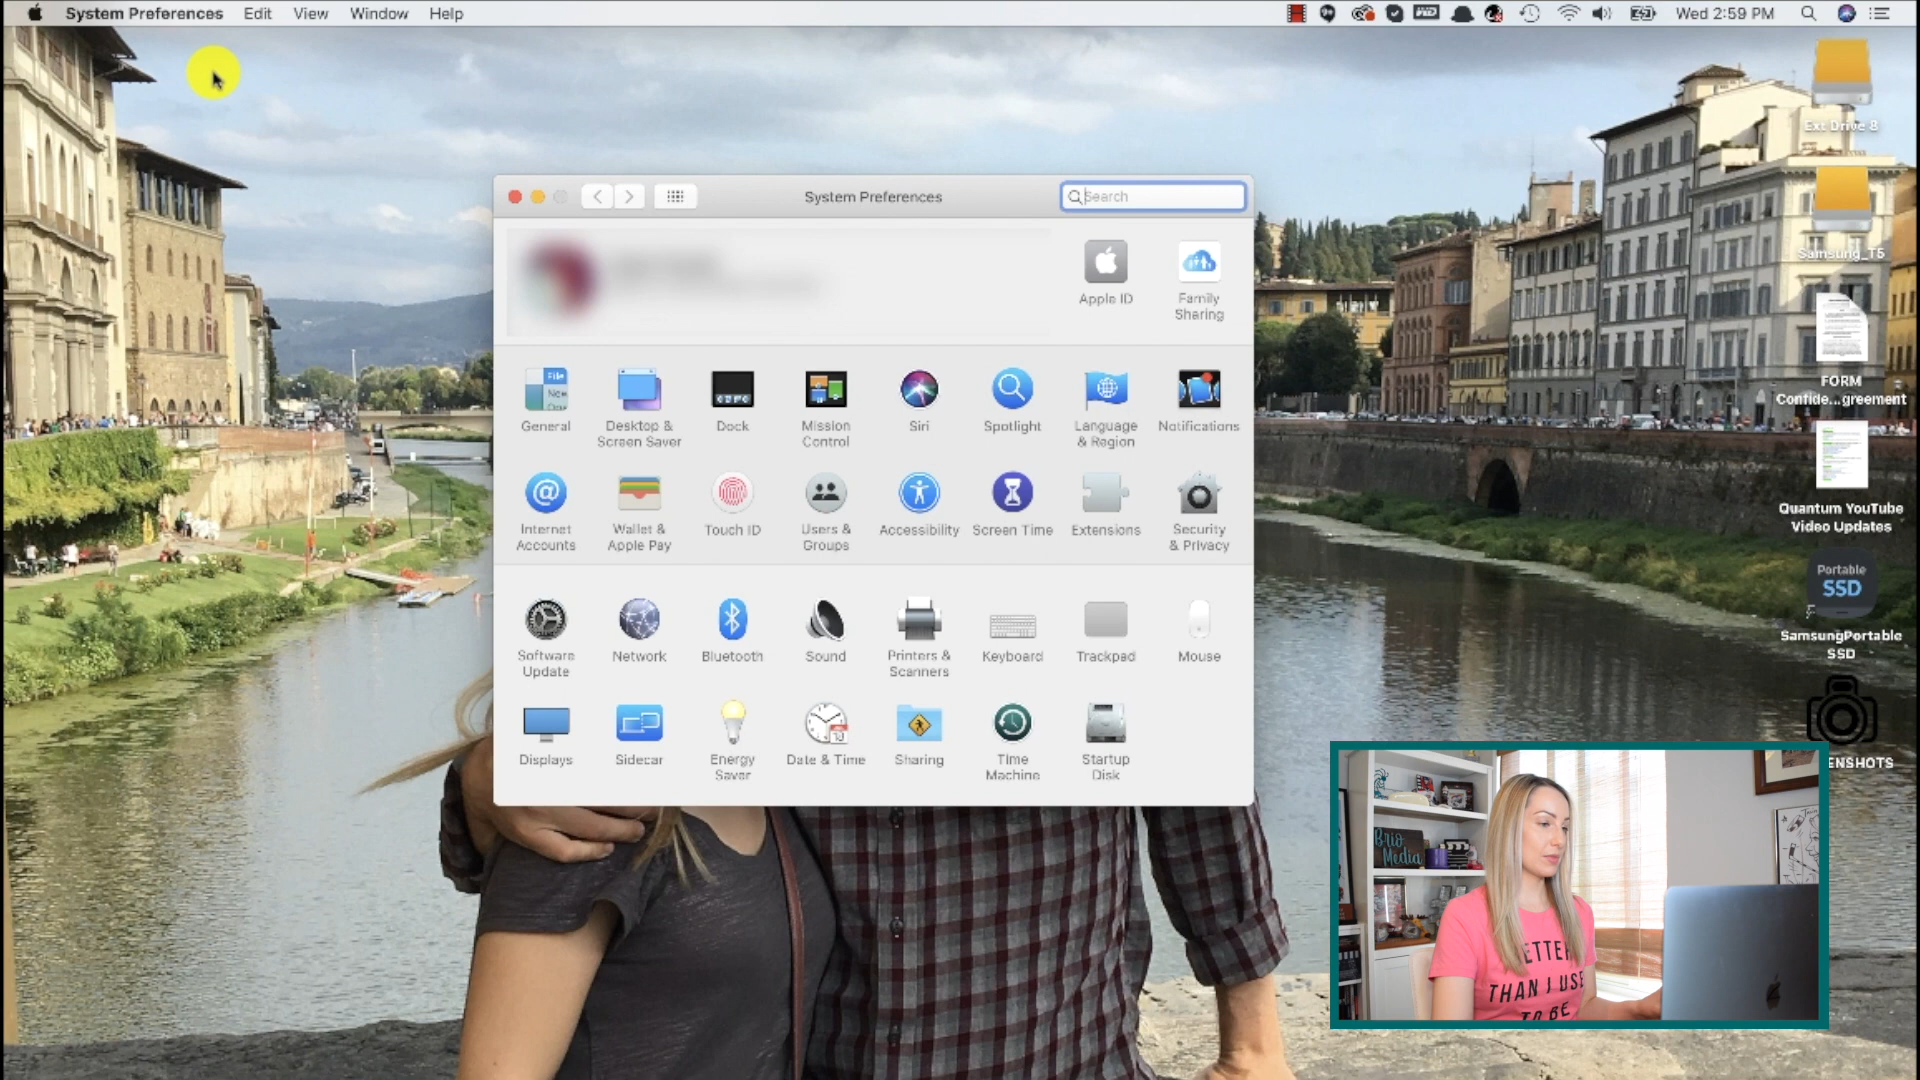 System Preferences Edit View Window Help Wed 2:59 PM
System Preferences
Search
Apple ID
Family
Sharing
General
Desktop &
Screen Saver
Dock
Mission
Control
Siri
Spotlight
Language
& Region
Notifications
Internet
Accounts
Wallet &
Apple Pay
Touch ID
Users &
Groups
Accessibility
Screen Time
Extensions
Security
& Privacy
Software
Update
Network
Bluetooth
Sound
Printers &
Scanners
Keyboard
Trackpad
Mouse
Displays
Sidecar
Energy
Saver
Date & Time
Sharing
Time
Machine
Startup
Disk
Ext Drive 8
Samsung_T5
FORM
Confide...greement
Quantum YouTube
Video Updates
Portable
SSD
SamsungPortable
SSD
ENSHOTS
Brio
Media
ETTER
THAN I USE
TO BE